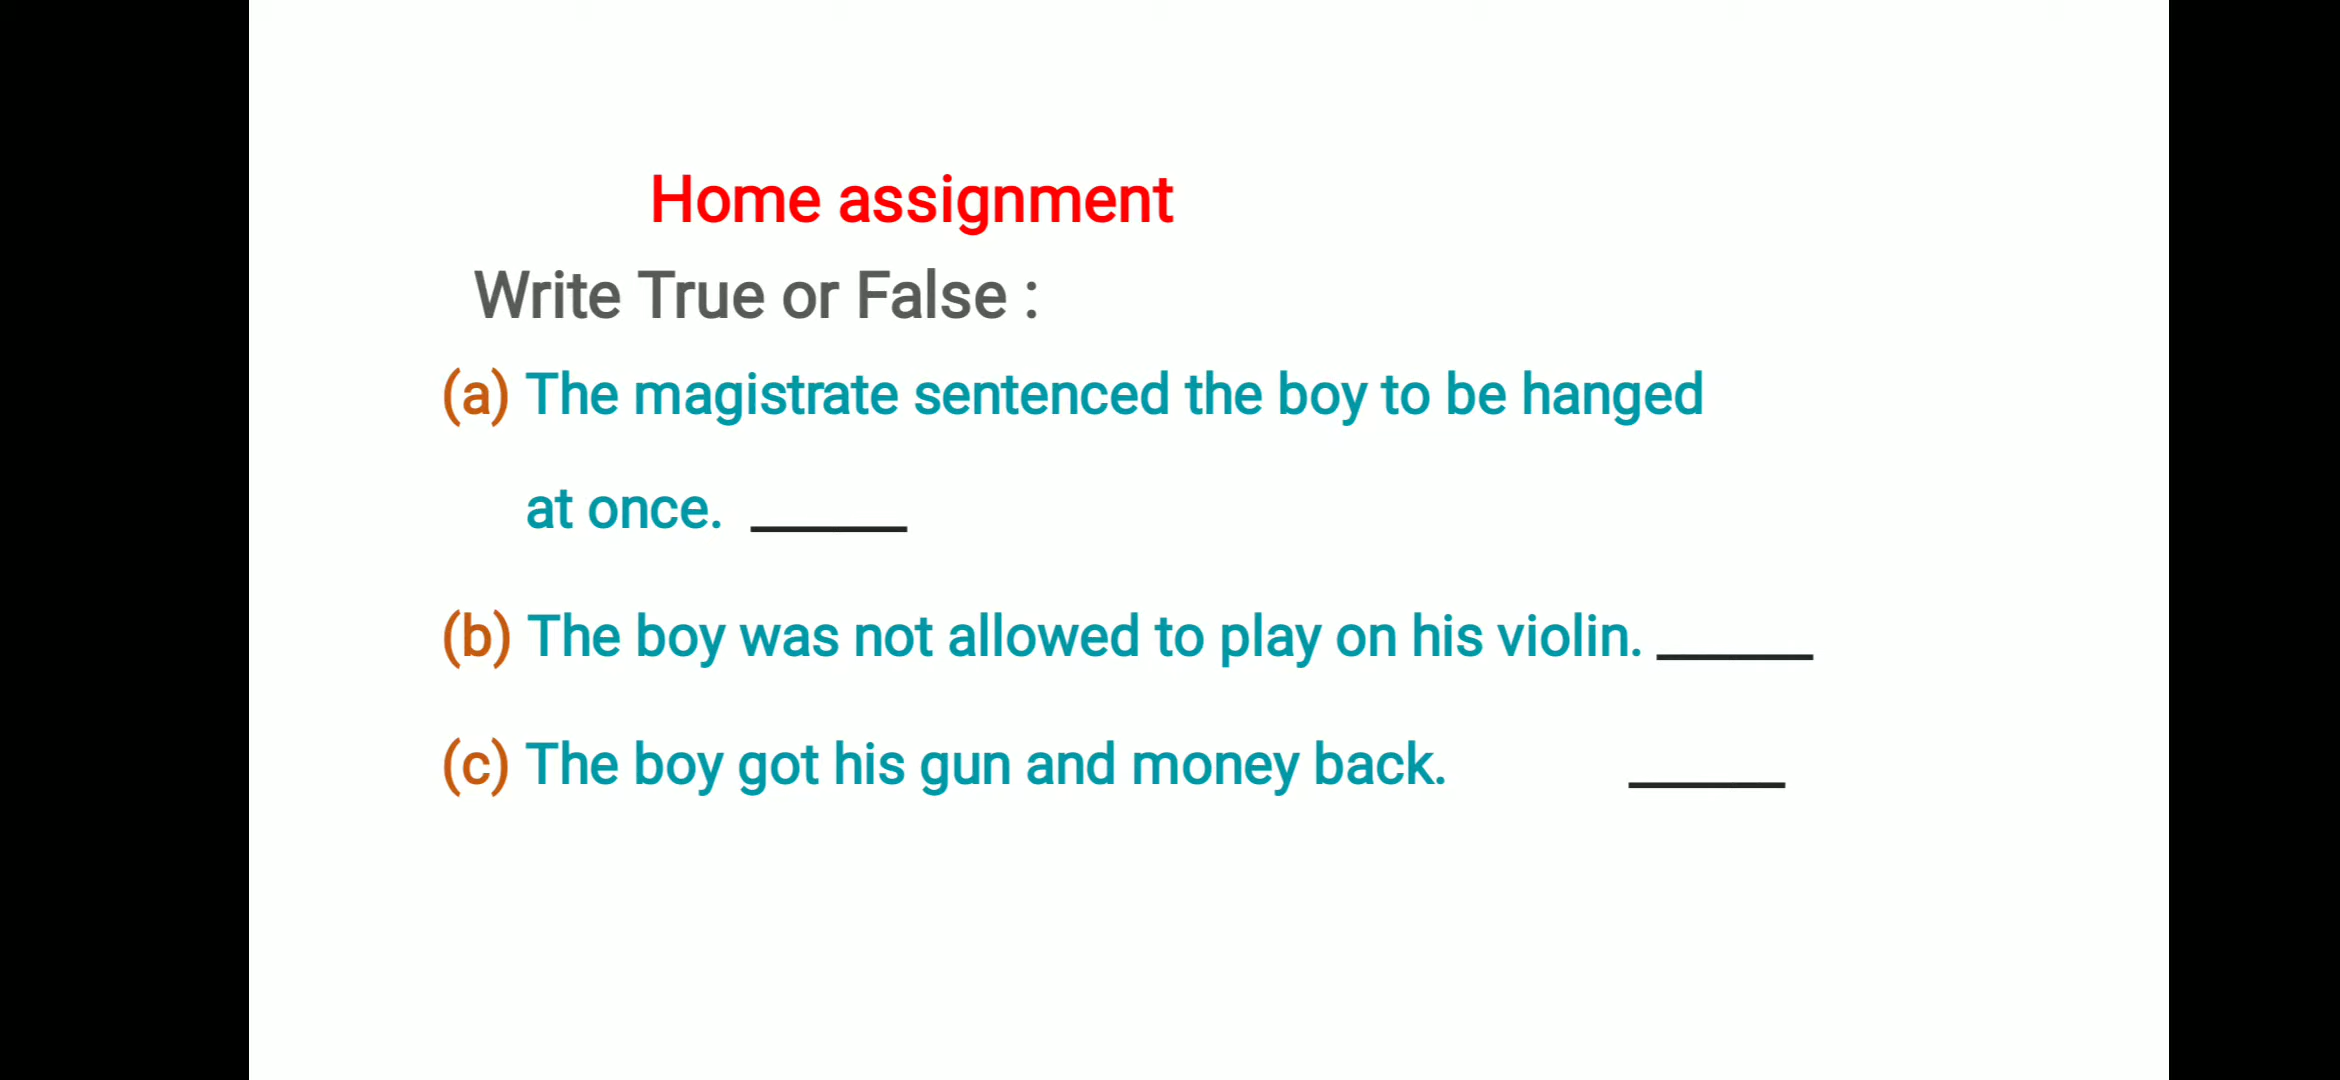 Home assignment
Write True or False :
(a) The magistrate sentenced the boy to be hanged
at once. _____
(b) The boy was not allowed to play on his violin. _____
(c) The boy got his gun and money back. _____